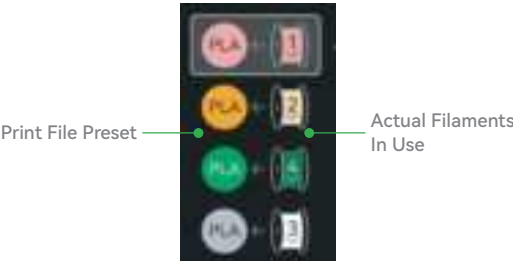 PLA 1
PLA 2
Print File Preset
Actual Filaments
In Use
PLA 4
PLA 3